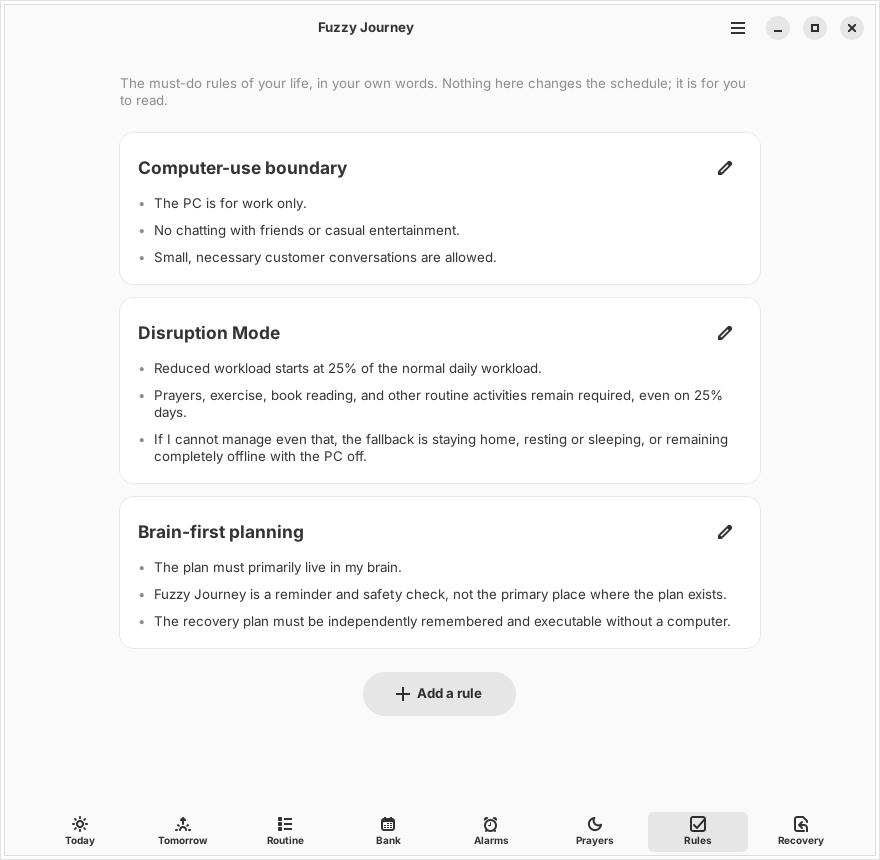 Fuzzy Journey
The must-do rules of your life, in your own words. Nothing here changes the schedule; it is for you
to read.
Computer-use boundary
• The PC is for work only.
• No chatting with friends or casual entertainment.
• Small, necessary customer conversations are allowed.
Disruption Mode
• Reduced workload starts at 25% of the normal daily workload.
• Prayers, exercise, book reading, and other routine activities remain required, even on 25%
days.
• If I cannot manage even that, the fallback is staying home, resting or sleeping, or remaining
completely offline with the PC off.
Brain-first planning
• The plan must primarily live in my brain.
• Fuzzy Journey is a reminder and safety check, not the primary place where the plan exists.
• The recovery plan must be independently remembered and executable without a computer.
Add a rule
Today Tomorrow Routine Bank Alarms Prayers Rules Recovery